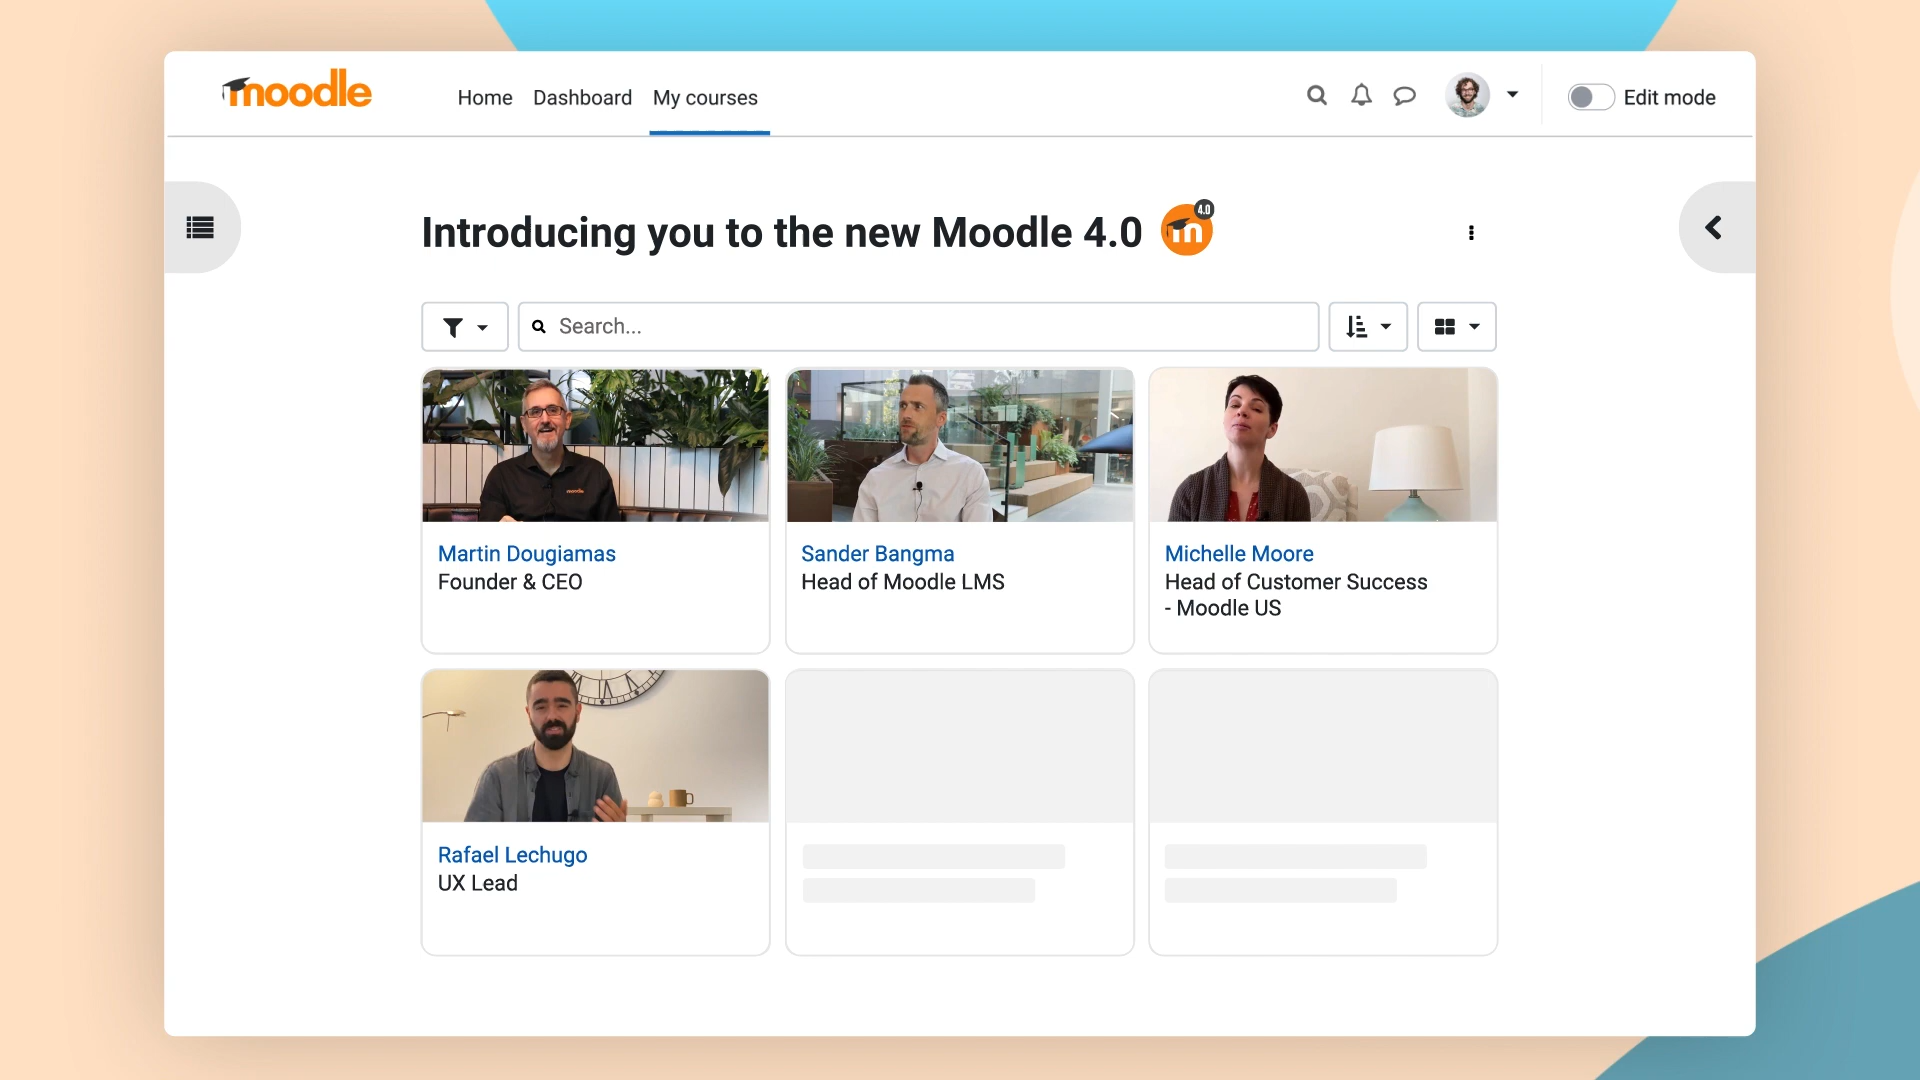 moodle
Home Dashboard My courses
Edit mode
Introducing you to the new Moodle 4.0
4.0
m
Search...
moodle
Martin Dougiamas
Founder & CEO
Sander Bangma
Head of Moodle LMS
Michelle Moore
Head of Customer Success
- Moodle US
Rafael Lechugo
UX Lead